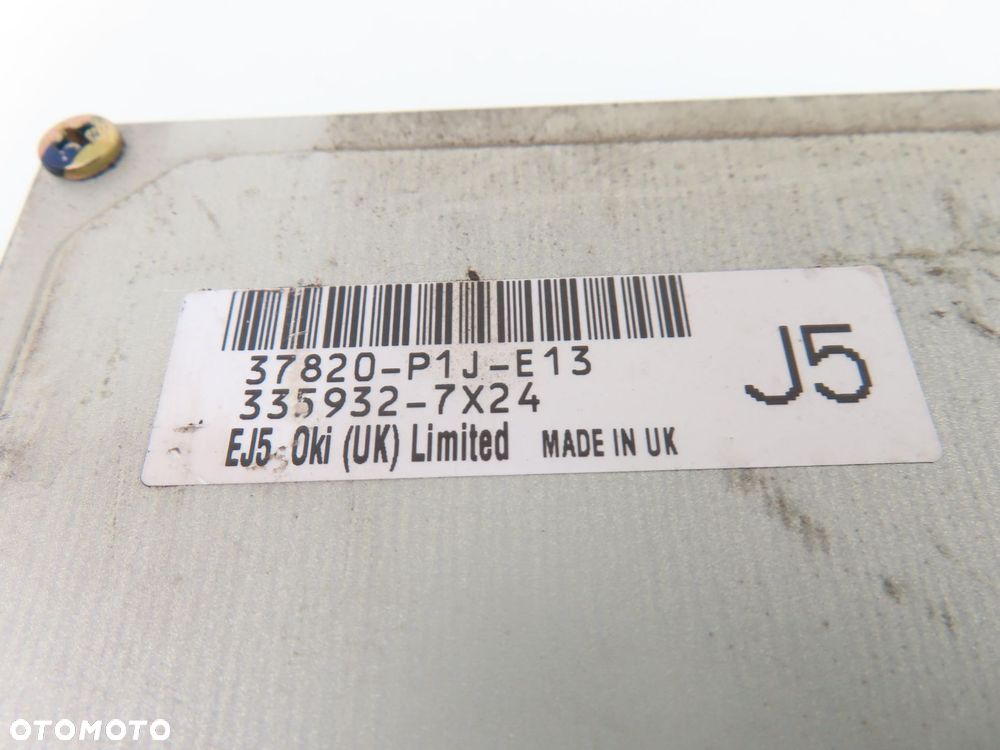 37820-P1J-E13
J5
335932-7X24
EJ5 Oki (UK) Limited MADE IN UK
OTOMOTO